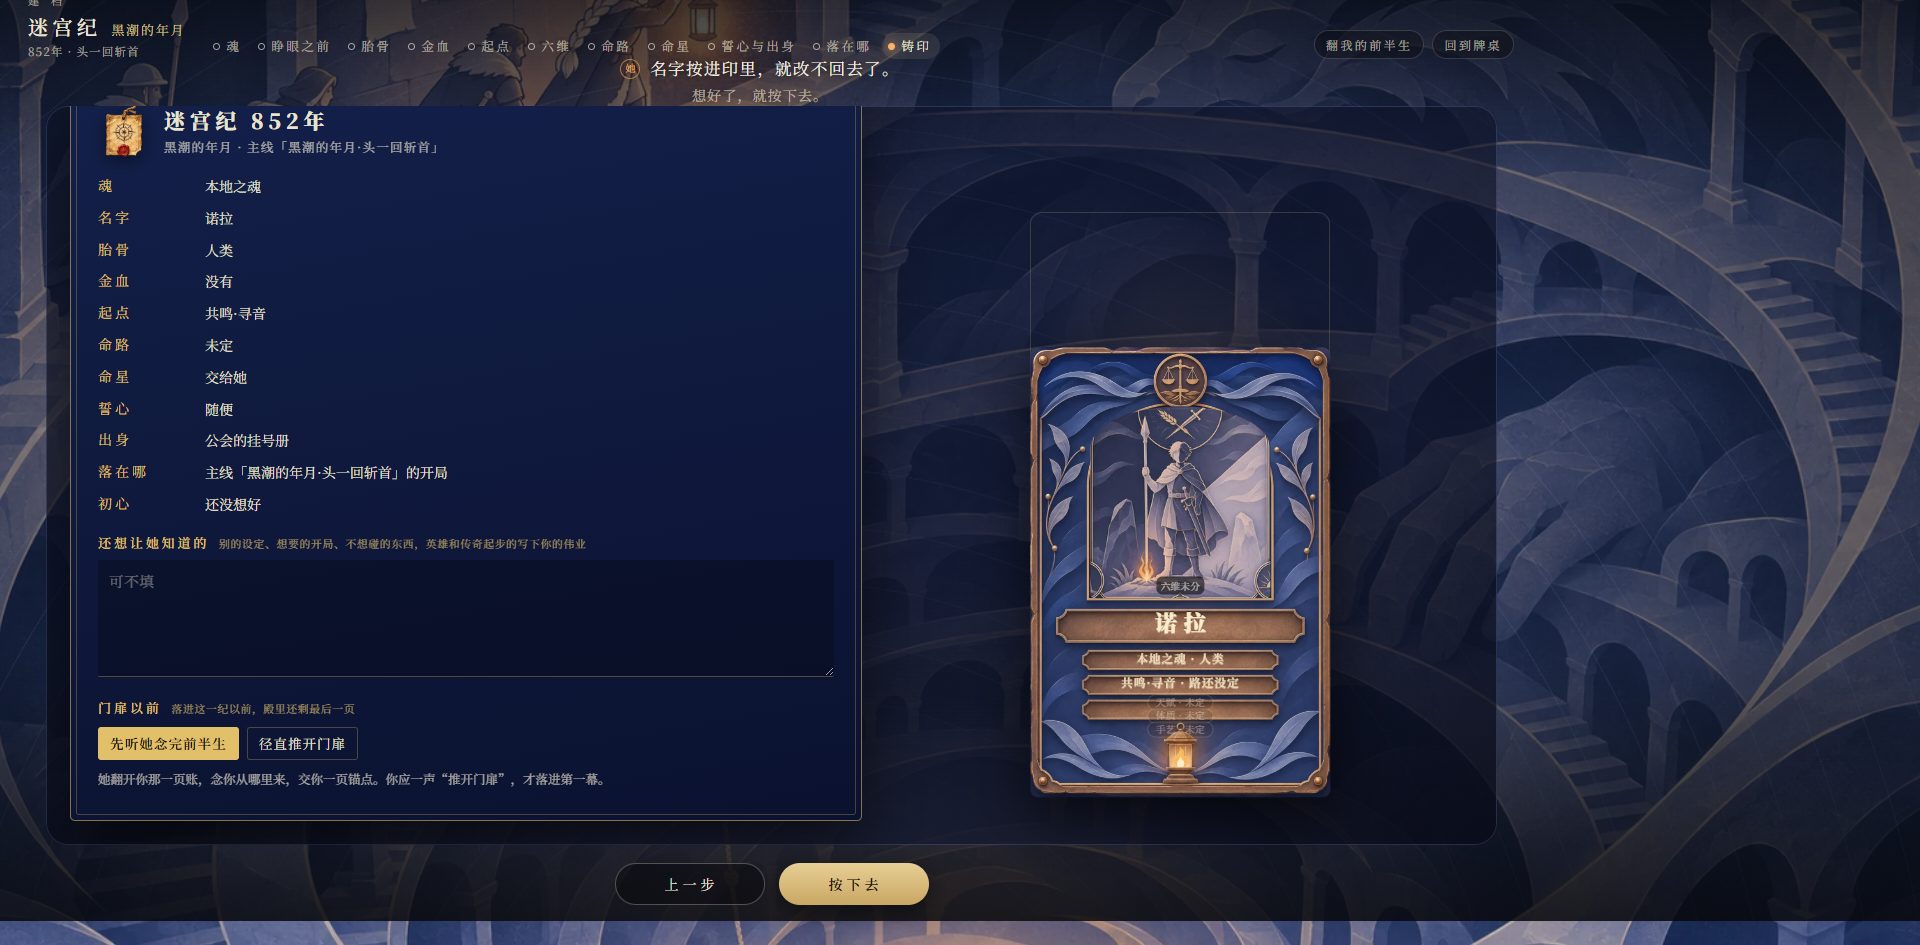 建 档
迷宫纪 黑潮的年月
852年 · 头一回斩首
魂 睁眼之前 胎骨 金血 起点 六维 命路 命星 誓心与出身 落在哪 铸印
翻我的前半生 回到牌桌
她 名字按进印里，就改不回去了。
想好了，就按下去。
迷宫纪 852年
黑潮的年月 · 主线「黑潮的年月·头一回斩首」
魂 本地之魂
名字 诺拉
胎骨 人类
金血 没有
起点 共鸣·寻音
命路 未定
命星 交给她
誓心 随便
出身 公会的挂号册
落在哪 主线「黑潮的年月·头一回斩首」的开局
初心 还没想好
还想让她知道的 别的设定、想要的开局、不想碰的东西，英雄和传奇起步的写下你的伟业
可不填
门扉以前 落进这一纪以前，殿里还剩最后一页
先听她念完前半生 径直推开门扉
她翻开你那一页账，念你从哪里来，交你一页锚点。你应一声“推开门扉”，才落进第一幕。
六维未分
诺拉
本地之魂 · 人类
共鸣·寻音 · 路还没定
天赋 · 未定
体质 · 未定
手艺 · 未定
上一步 按下去